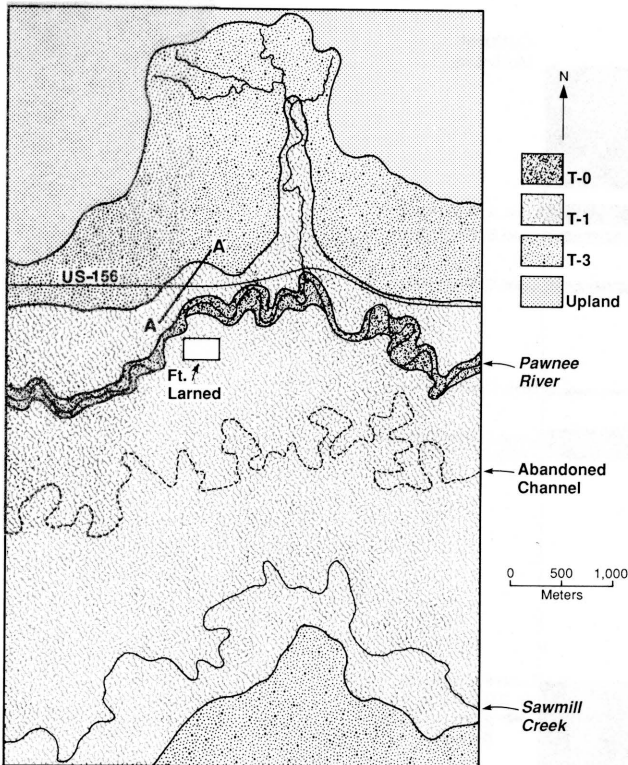 N
T-0
T-1
T-3
Upland
A'
US-156
A
Ft.
Larned
Pawnee
River
Abandoned
Channel
0 500 1,000
Meters
Sawmill
Creek